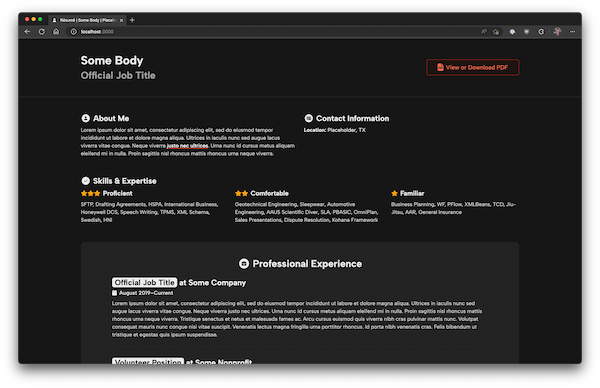 Résumé | Some Body | Placeho
localhost:3000
Some Body
Official Job Title
View or Download PDF
About Me
Lorem ipsum dolor sit amet, consectetur adipiscing elit, sed do eiusmod tempor
incididunt ut labore et dolore magna aliqua. Ultrices in iaculis nunc sed augue lacus
viverra vitae congue. Neque viverra justo nec ultrices. Urna nunc id cursus metus aliquam
eleifend mi in nulla. Proin sagittis nisl rhoncus mattis rhoncus urna neque viverra.
Contact Information
Location: Placeholder, TX
Skills & Expertise
Proficient
SFTP, Drafting Agreements, HSPA, International Business,
Honeywell DCS, Speech Writing, TPMS, XML Schema,
Swedish, HNI
Comfortable
Geotechnical Engineering, Sleepwear, Automotive
Engineering, AAUS Scientific Diver, SLA, PBASIC, OmniPlan,
Sales Presentations, Dispute Resolution, Kohana Framework
Familiar
Business Planning, WF, PFlow, XMLBeans, TCD, Jiu-
Jitsu, AAR, General Insurance
Professional Experience
Official Job Title at Some Company
August 2019–Current
Lorem ipsum dolor sit amet, consectetur adipiscing elit, sed do eiusmod tempor incididunt ut labore et dolore magna aliqua. Ultrices in iaculis nunc sed
augue lacus viverra vitae congue. Neque viverra justo nec ultrices. Urna nunc id cursus metus aliquam eleifend mi in nulla. Proin sagittis nisl rhoncus mattis
rhoncus urna neque viverra. Tristique senectus et netus et malesuada fames ac. Arcu cursus euismod quis viverra nibh cras pulvinar mattis nunc. Volutpat
consequat mauris nunc congue nisi vitae suscipit. Venenatis lectus magna fringilla urna porttitor rhoncus. Id porta nibh venenatis cras. Felis bibendum ut
tristique et egestas quis ipsum suspendisse.
Volunteer Position at Some Nonprofit